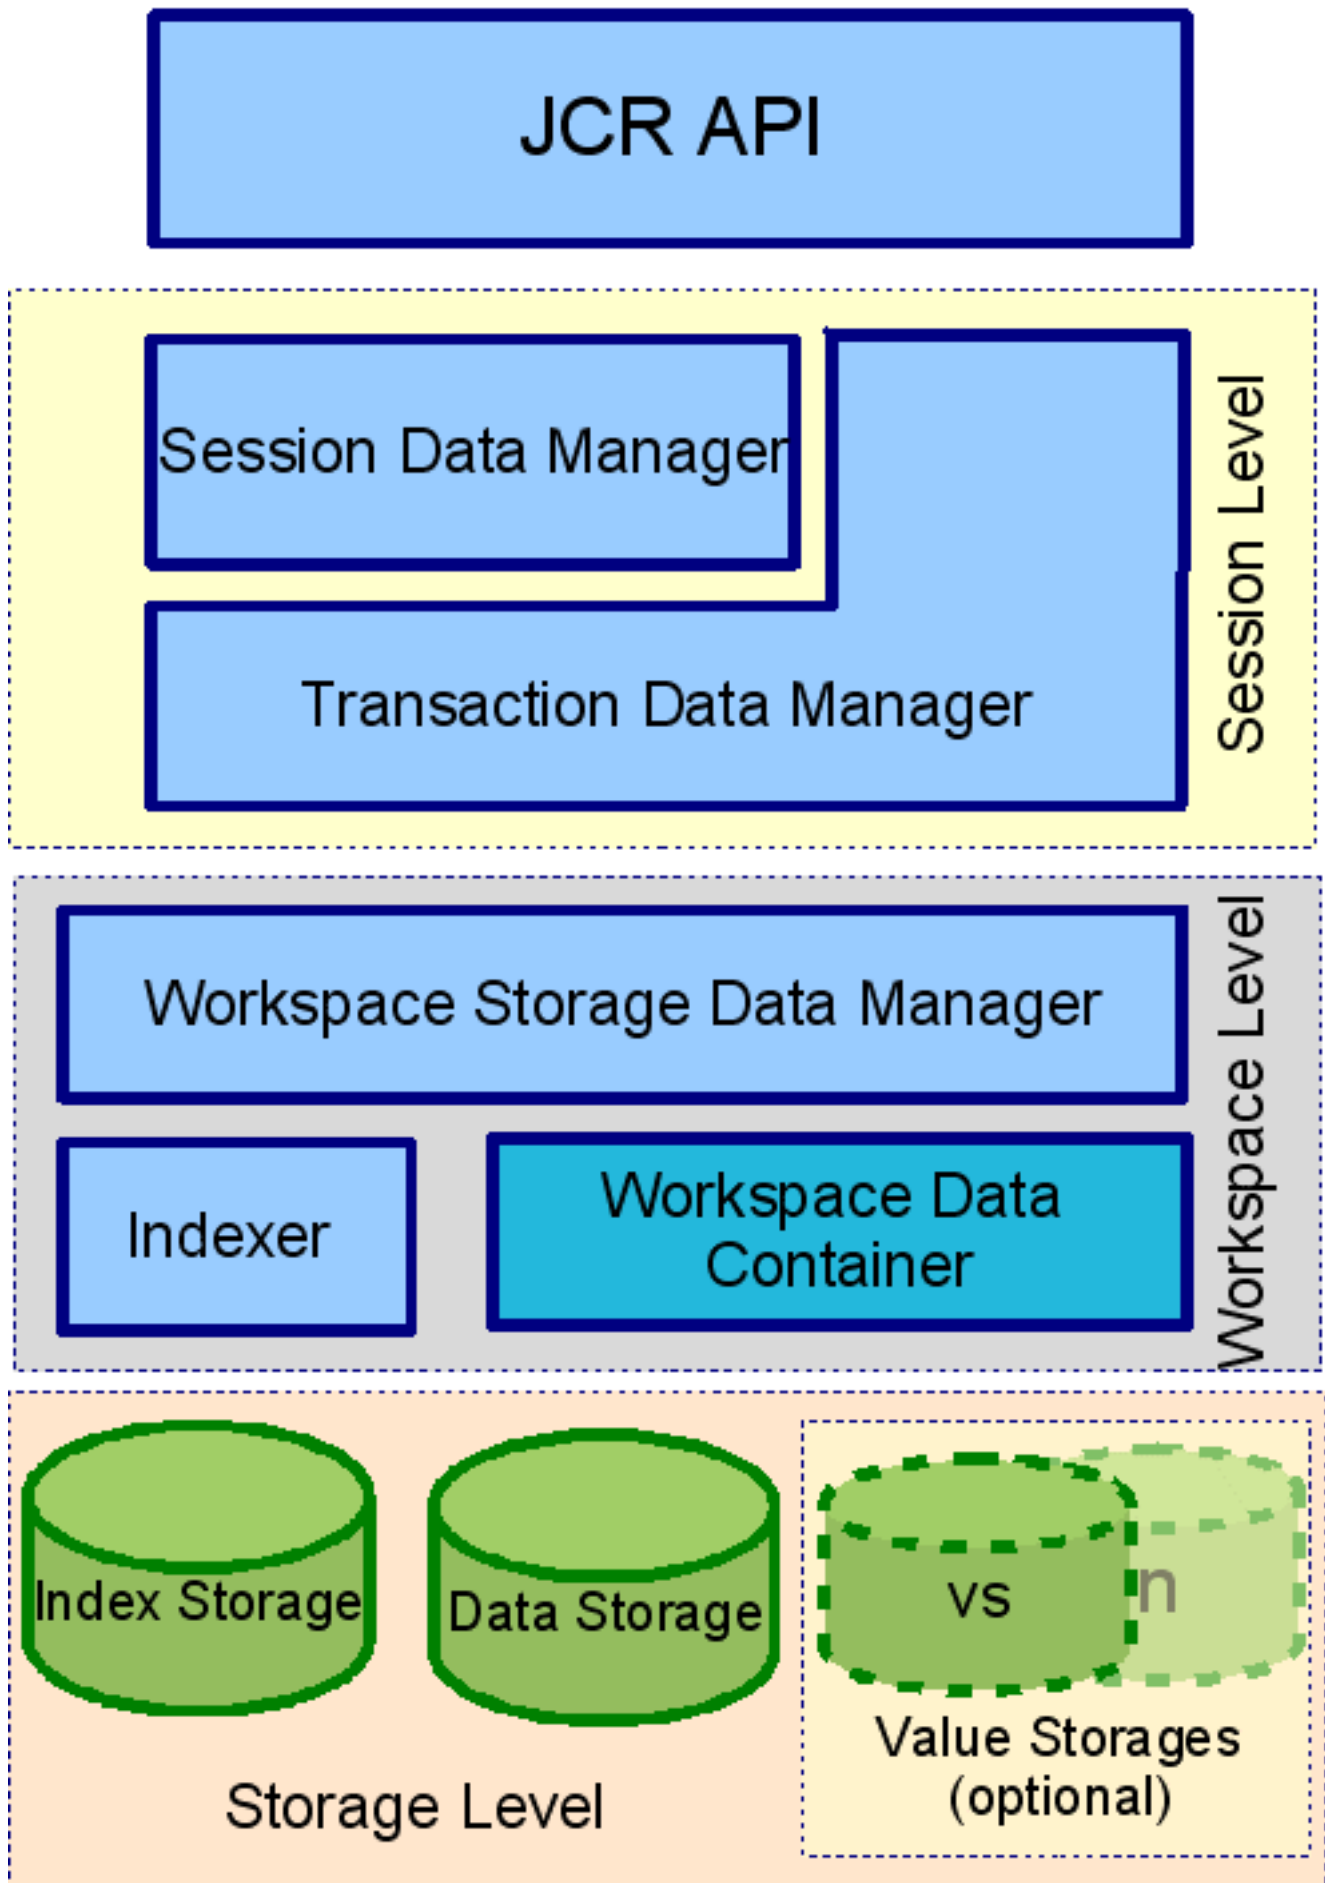 JCR API
Session Data Manager
Transaction Data Manager
Session Level
Workspace Storage Data Manager
Indexer
Workspace Data
Container
Workspace Level
Index Storage
Data Storage
vs
n
Value Storages
(optional)
Storage Level